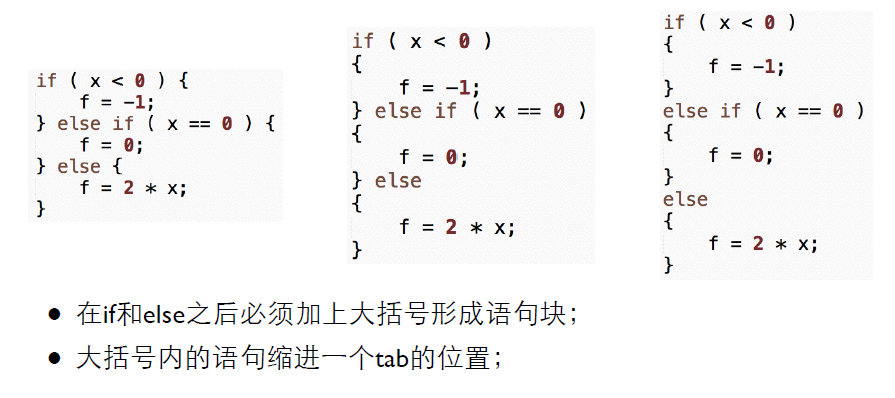 if ( x < 0 ) {
    f = -1;
} else if ( x == 0 ) {
    f = 0;
} else {
    f = 2 * x;
}
if ( x < 0 )
{
    f = -1;
} else if ( x == 0 )
{
    f = 0;
} else
{
    f = 2 * x;
}
if ( x < 0 )
{
    f = -1;
}
else if ( x == 0 )
{
    f = 0;
}
else
{
    f = 2 * x;
}
• 在if和else之后必须加上大括号形成语句块；
• 大括号内的语句缩进一个tab的位置；